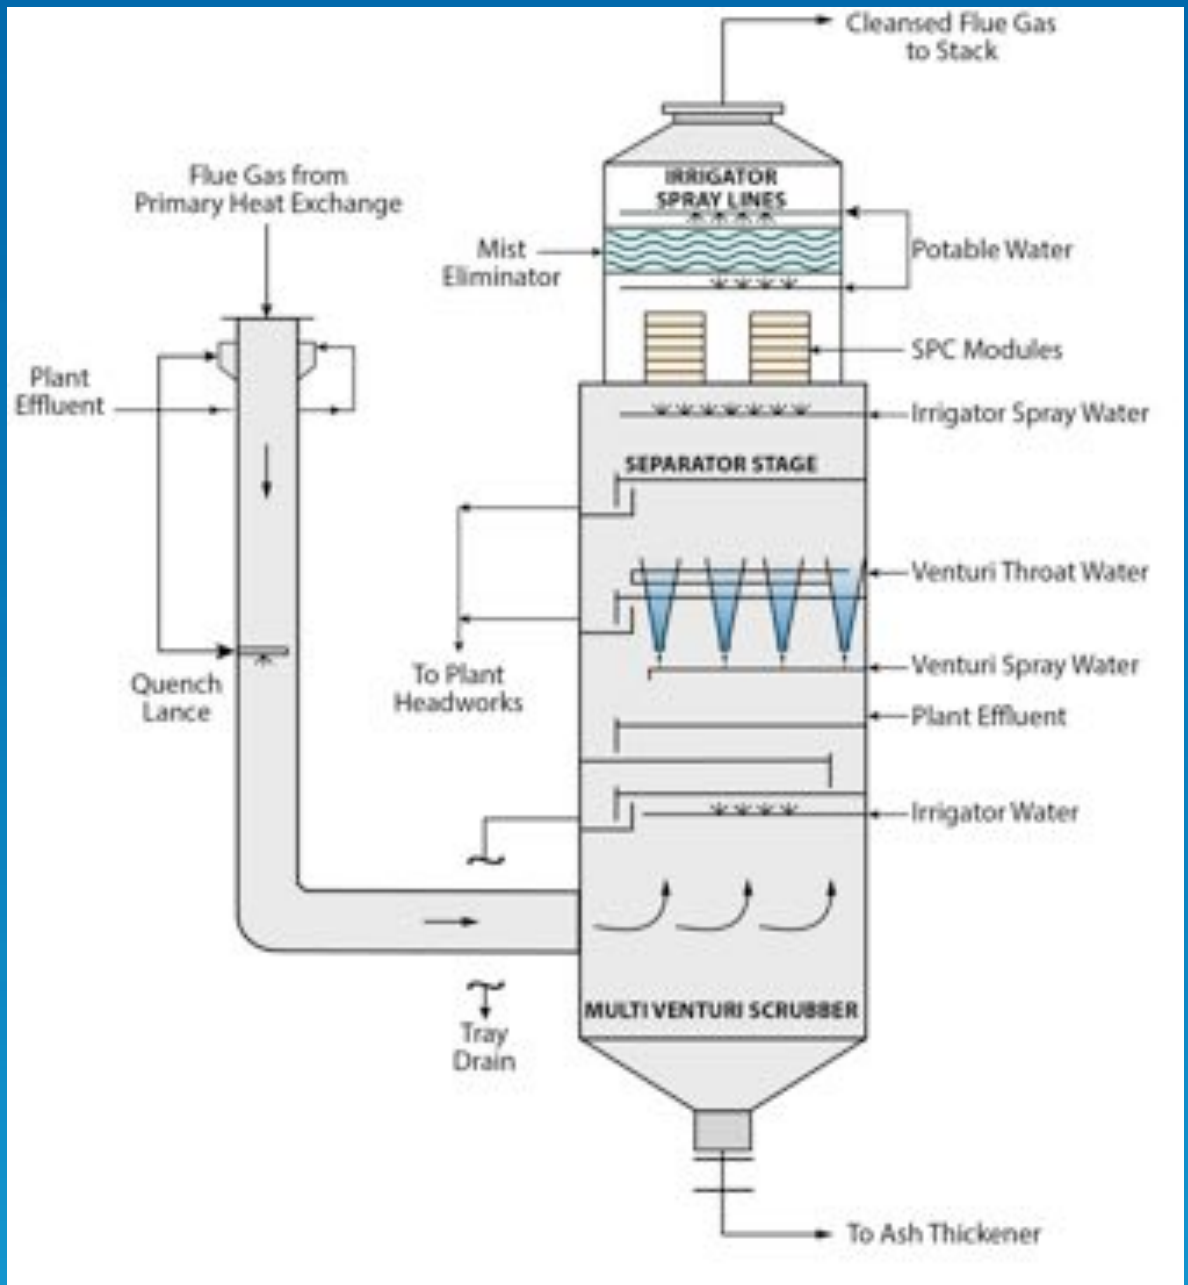 Cleansed Flue Gas
to Stack
Flue Gas from
Primary Heat Exchange
IRRIGATOR
SPRAY LINES
Mist
Eliminator
Potable Water
SPC Modules
Plant
Effluent
Irrigator Spray Water
SEPARATOR STAGE
Venturi Throat Water
To Plant
Headworks
Venturi Spray Water
Quench
Lance
Plant Effluent
Irrigator Water
MULTI VENTURI SCRUBBER
Tray
Drain
To Ash Thickener